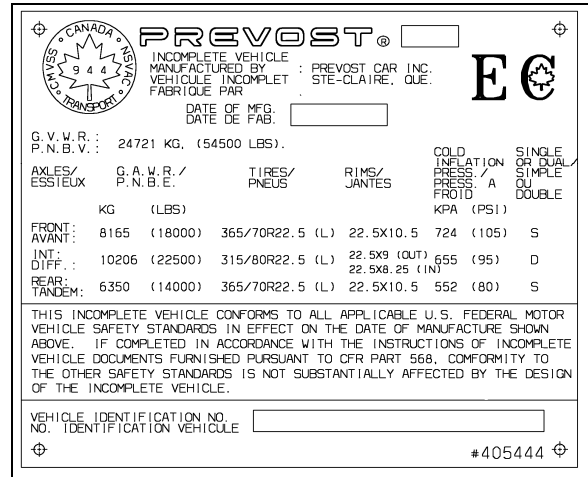 CANADA
CMVSS
NSVAC
944
TRANSPORT
PREVOST®
INCOMPLETE VEHICLE
MANUFACTURED BY : PREVOST CAR INC.
VEHICULE INCOMPLET STE-CLAIRE, QUE.
FABRIQUE PAR .
EC
DATE OF MFG.
DATE DE FAB.
G.V.W.R. :
P.N.B.V. : 24721 KG, (54500 LBS).
AXLES/ G.A.W.R./ TIRES/ RIMS/ COLD INFLATION PRESS./ SINGLE OR DUAL/
ESSIEUX P.N.B.E. PNEUS JANTES PRESS. A FROID SIMPLE OU DOUBLE
KG (LBS) KPA (PSI)
FRONT:
AVANT: 8165 (18000) 365/70R22.5 (L) 22.5X10.5 724 (105) S
INT:
DIFF.: 10206 (22500) 315/80R22.5 (L) 22.5X9 (OUT) 22.5X8.25 (IN) 655 (95) D
REAR:
TANDEM: 6350 (14000) 365/70R22.5 (L) 22.5X10.5 552 (80) S
THIS INCOMPLETE VEHICLE CONFORMS TO ALL APPLICABLE U.S. FEDERAL MOTOR
VEHICLE SAFETY STANDARDS IN EFFECT ON THE DATE OF MANUFACTURE SHOWN
ABOVE. IF COMPLETED IN ACCORDANCE WITH THE INSTRUCTIONS OF INCOMPLETE
VEHICLE DOCUMENTS FURNISHED PURSUANT TO CFR PART 568, COMFORMITY TO
THE OTHER SAFETY STANDARDS IS NOT SUBSTANTIALLY AFFECTED BY THE DESIGN
OF THE INCOMPLETE VEHICLE.
VEHICLE IDENTIFICATION NO.
NO. IDENTIFICATION VEHICULE
#405444